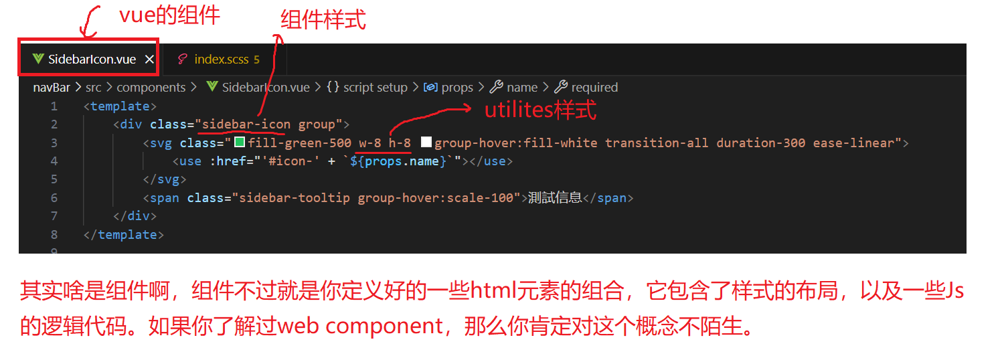 vue的组件
组件样式
SidebarIcon.vue
index.scss 5
navBar > src > components > SidebarIcon.vue > {} script setup > props > name > required
utilites样式
1 <template>
2 <div class="sidebar-icon group">
3 <svg class="fill-green-500 w-8 h-8 group-hover:fill-white transition-all duration-300 ease-linear">
4 <use :href="'#icon-' + `${props.name}`"></use>
5 </svg>
6 <span class="sidebar-tooltip group-hover:scale-100">測試信息</span>
7 </div>
8 </template>
9
其实啥是组件啊，组件不过就是你定义好的一些html元素的组合，它包含了样式的布局，以及一些Js
的逻辑代码。如果你了解过web component，那么你肯定对这个概念不陌生。